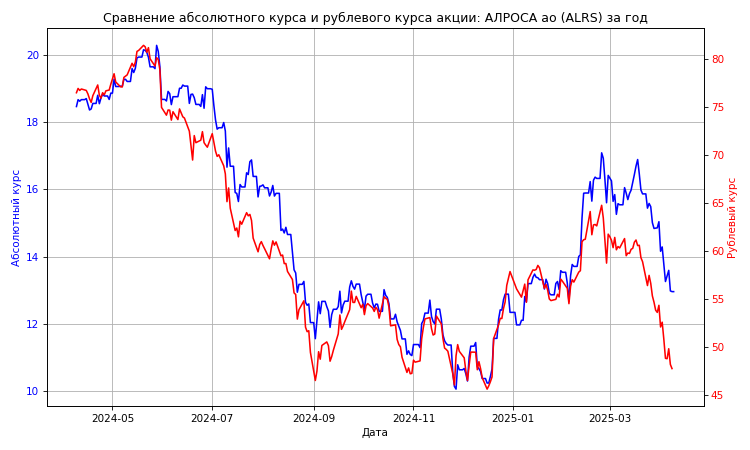 Сравнение абсолютного курса и рублевого курса акции: АЛРОСА ао (ALRS) за год
20
18
16
14
12
10
Абсолютный курс
80
75
70
65
60
55
50
45
Рублевый курс
2024-05 2024-07 2024-09 2024-11 2025-01 2025-03
Дата